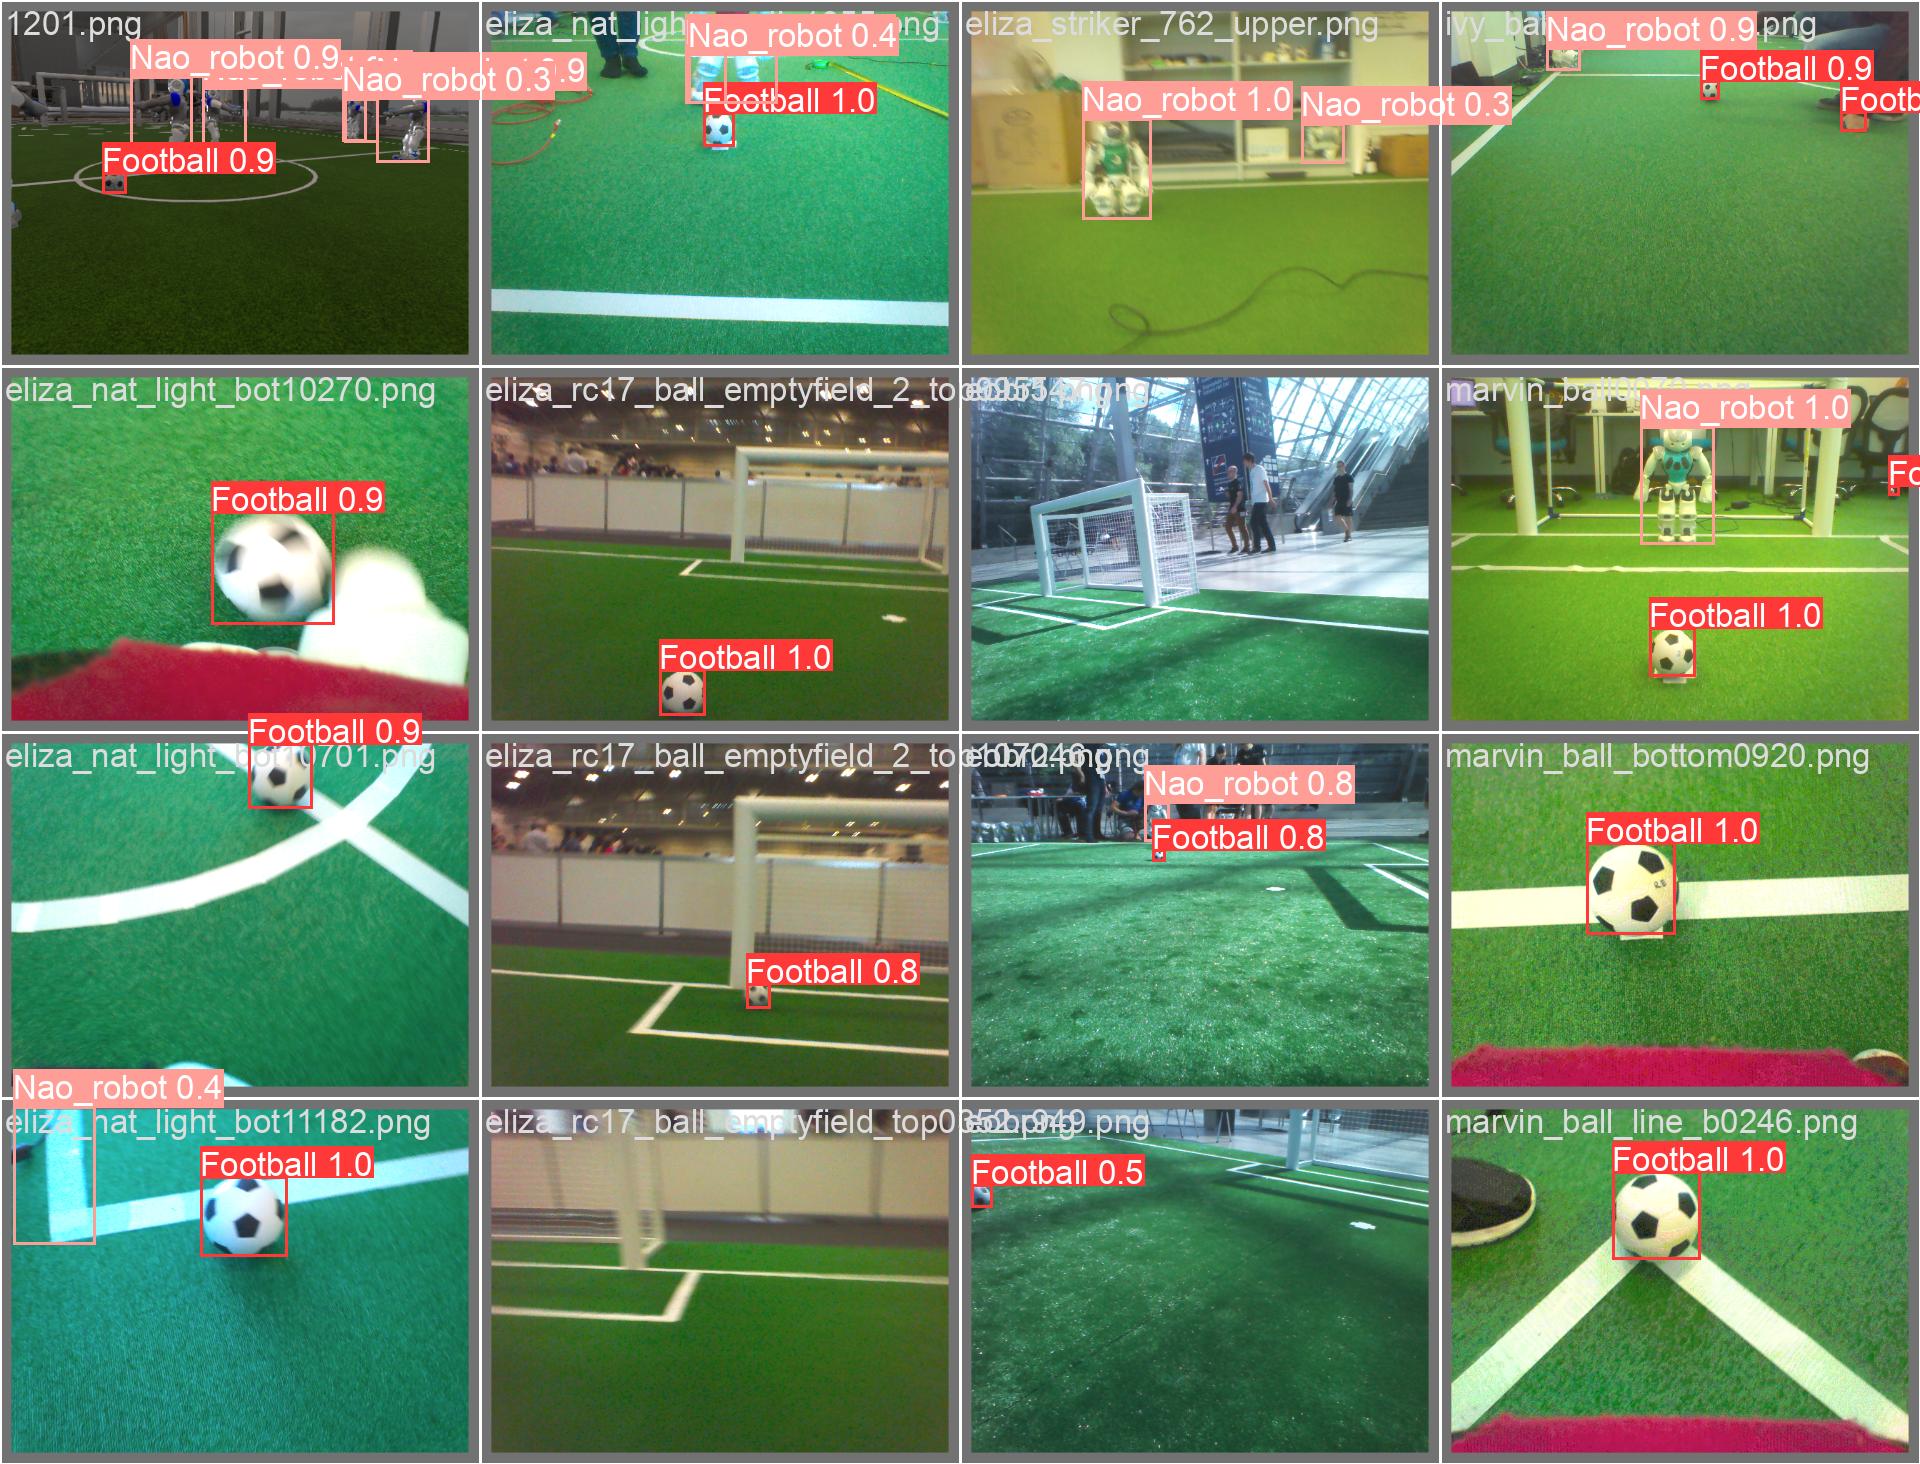 1201.png
Nao_robot 0.9
Nao_robot 0.3
Football 0.9
Nao_robot 0.4
Football 1.0
eliza_striker_762_upper.png
Nao_robot 1.0
Nao_robot 0.3
Nao_robot 0.9
Football 0.9
eliza_nat_light_bot10270.png
Football 0.9
eliza_rc17_ball_emptyfield_2_to
Football 1.0
Nao_robot 1.0
Football 1.0
Football 0.9
eliza_rc17_ball_emptyfield_2_to
Football 0.8
Nao_robot 0.8
Football 0.8
marvin_ball_bottom0920.png
Football 1.0
Nao_robot 0.4
eliza_nat_light_bot11182.png
Football 1.0
eliza_rc17_ball_emptyfield_top0
Football 0.5
marvin_ball_line_b0246.png
Football 1.0